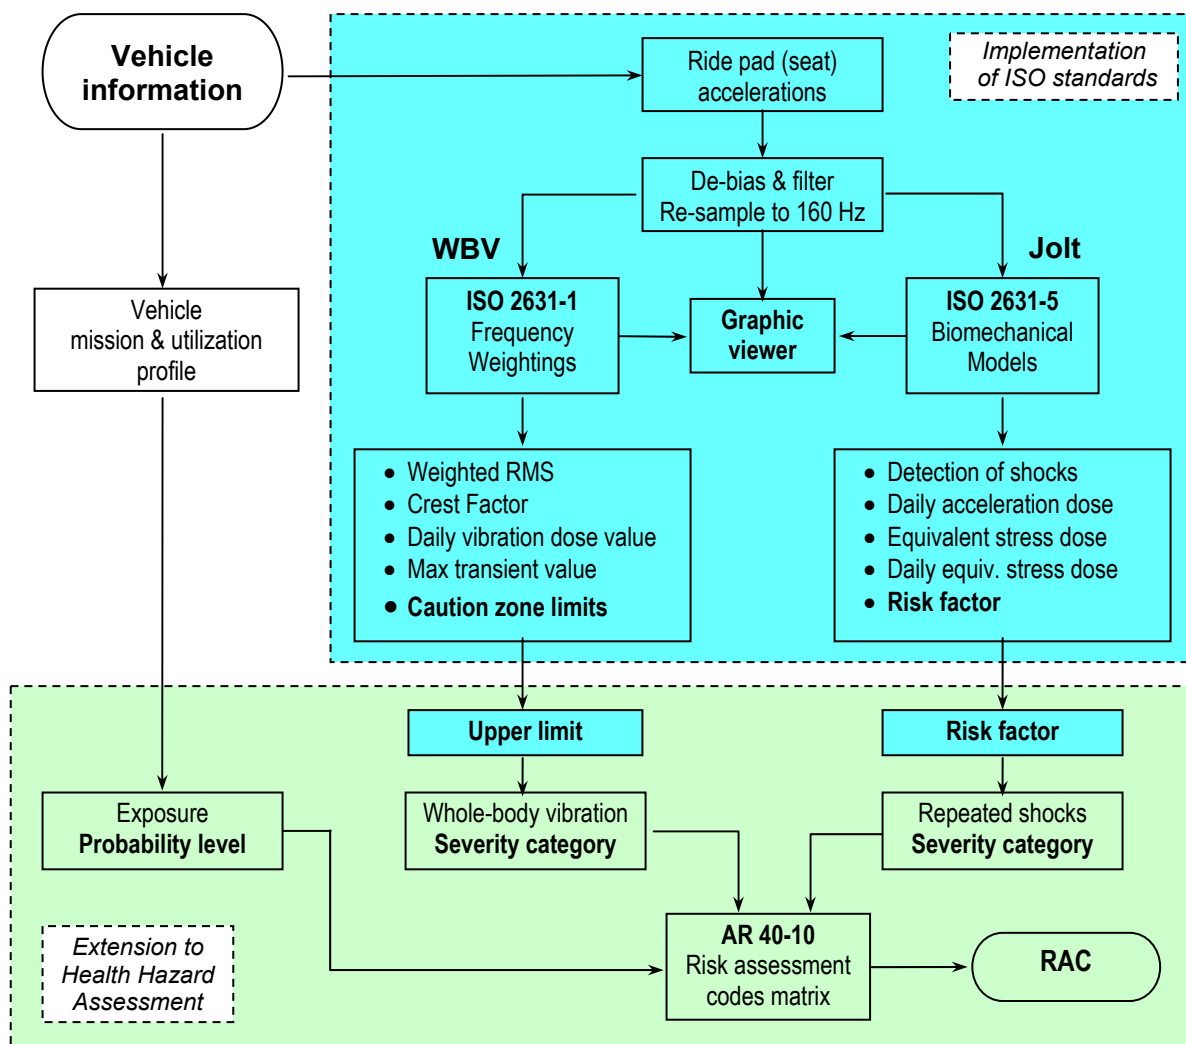 Vehicle
information
Ride pad (seat)
accelerations
Implementation
of ISO standards
De-bias & filter
Re-sample to 160 Hz
WBV
Jolt
Vehicle
mission & utilization
profile
ISO 2631-1
Frequency
Weightings
Graphic
viewer
ISO 2631-5
Biomechanical
Models
• Weighted RMS
• Crest Factor
• Daily vibration dose value
• Max transient value
• Caution zone limits
• Detection of shocks
• Daily acceleration dose
• Equivalent stress dose
• Daily equiv. stress dose
• Risk factor
Upper limit
Risk factor
Exposure
Probability level
Whole-body vibration
Severity category
Repeated shocks
Severity category
Extension to
Health Hazard
Assessment
AR 40-10
Risk assessment
codes matrix
RAC